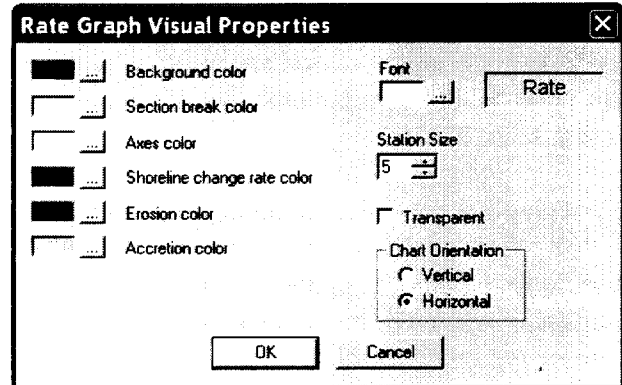 Rate Graph Visual Properties
... Background color
... Section break color
... Axes color
... Shoreline change rate color
... Erosion color
... Accretion color
Font
... Rate
Station Size
5
Transparent
Chart Orientation
Vertical
Horizontal
OK Cancel